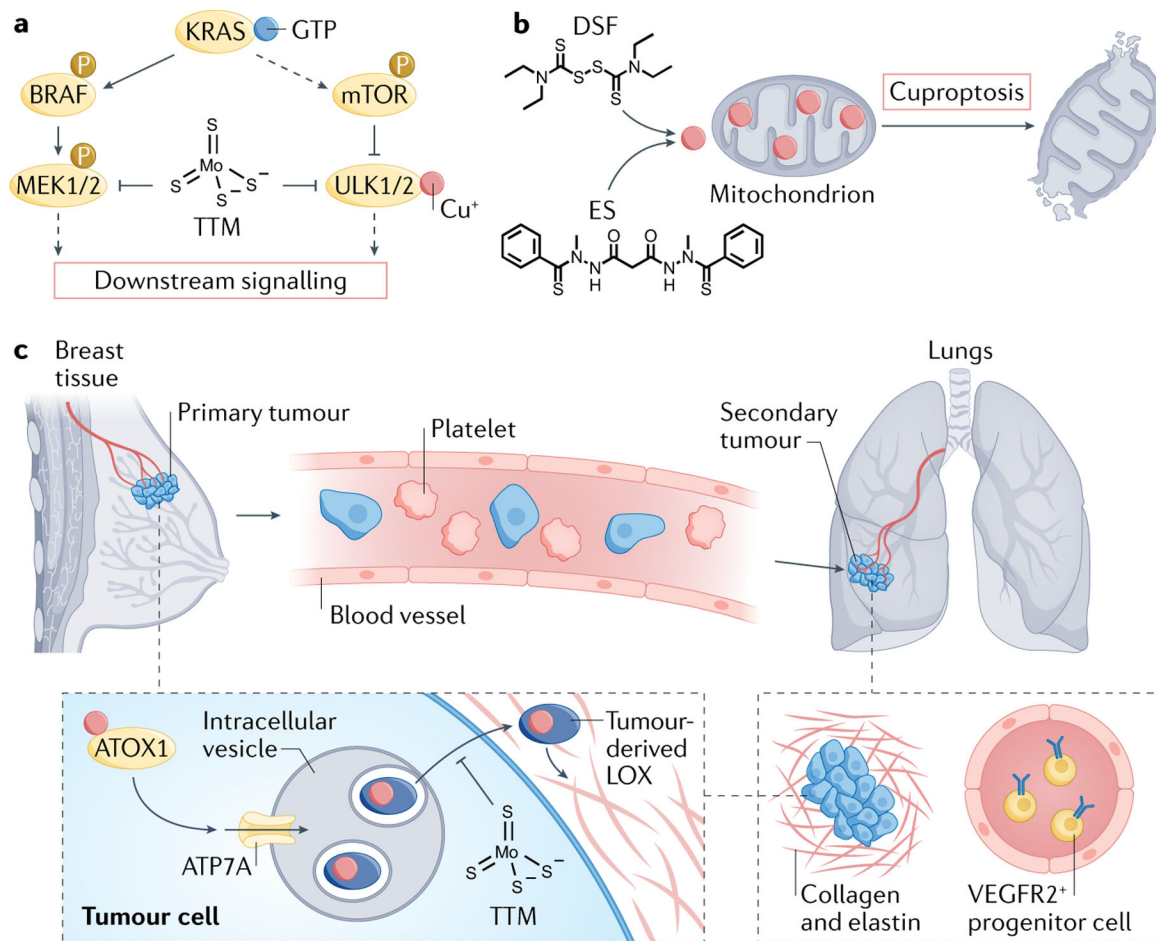 a
KRAS
GTP
P
BRAF
P
mTOR
P
MEK1/2
S
Mo
S
S⁻
S⁻
TTM
ULK1/2
Cu⁺
Downstream signalling
b
DSF
S
N
S
S
N
S
ES
N
N
H
S
O
O
N
H
N
S
Mitochondrion
Cuproptosis
c
Breast
tissue
Primary tumour
Platelet
Blood vessel
Lungs
Secondary
tumour
ATOX1
Intracellular
vesicle
ATP7A
Tumour cell
S
Mo
S
S⁻
S⁻
TTM
Tumour-
derived
LOX
Collagen
and elastin
VEGFR2⁺
progenitor cell